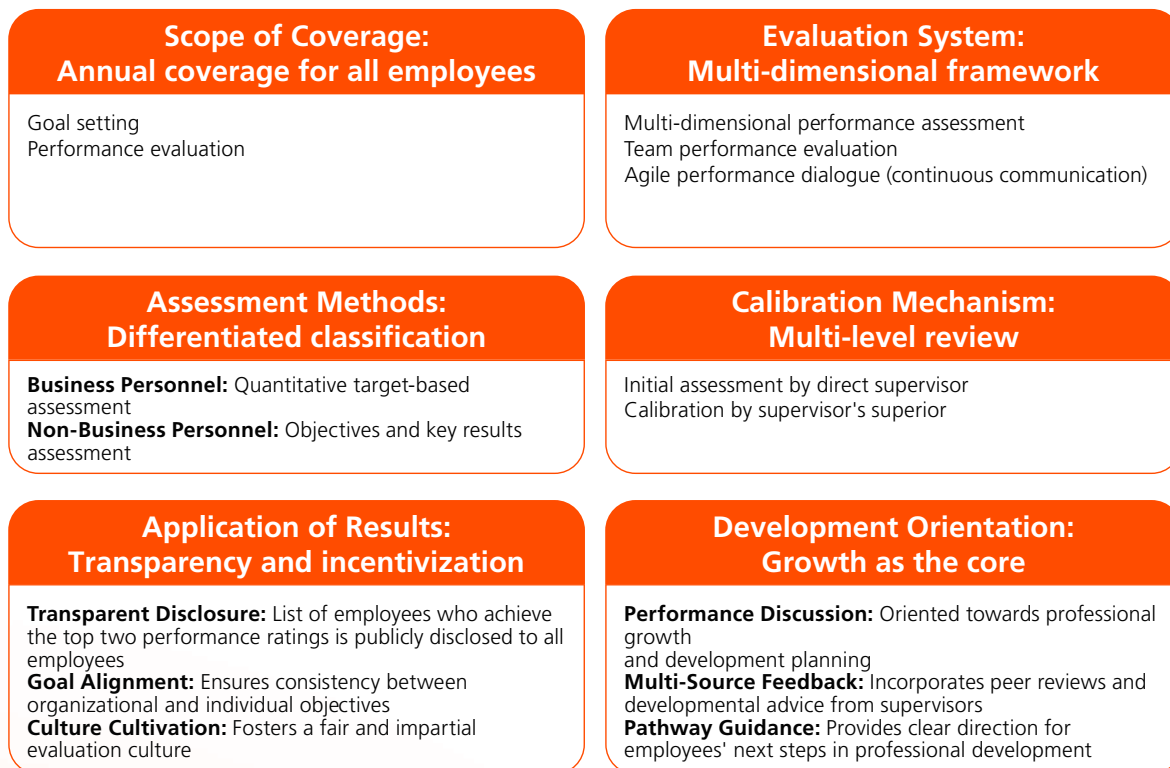 Scope of Coverage:
Annual coverage for all employees
Goal setting
Performance evaluation
Evaluation System:
Multi-dimensional framework
Multi-dimensional performance assessment
Team performance evaluation
Agile performance dialogue (continuous communication)
Assessment Methods:
Differentiated classification
Business Personnel: Quantitative target-based
assessment
Non-Business Personnel: Objectives and key results
assessment
Calibration Mechanism:
Multi-level review
Initial assessment by direct supervisor
Calibration by supervisor's superior
Application of Results:
Transparency and incentivization
Transparent Disclosure: List of employees who achieve
the top two performance ratings is publicly disclosed to all
employees
Goal Alignment: Ensures consistency between
organizational and individual objectives
Culture Cultivation: Fosters a fair and impartial
evaluation culture
Development Orientation:
Growth as the core
Performance Discussion: Oriented towards professional
growth
and development planning
Multi-Source Feedback: Incorporates peer reviews and
developmental advice from supervisors
Pathway Guidance: Provides clear direction for
employees' next steps in professional development